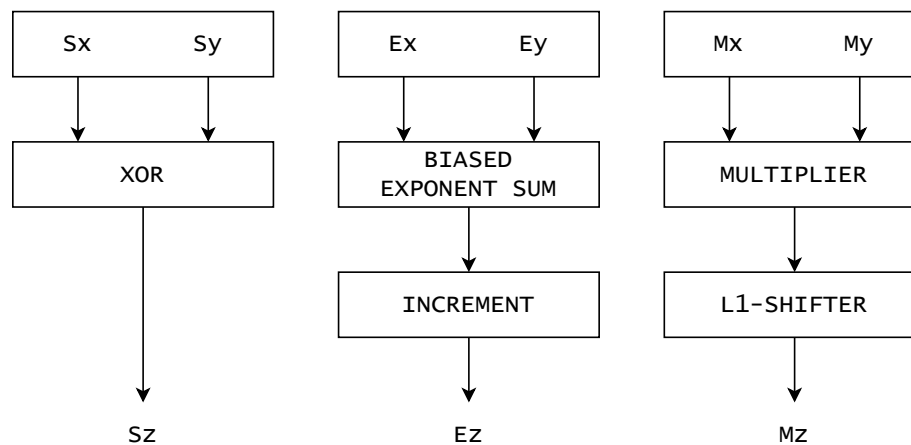 Sx Sy Ex Ey Mx My
XOR
BIASED
EXPONENT SUM
MULTIPLIER
INCREMENT
L1-SHIFTER
Sz Ez Mz